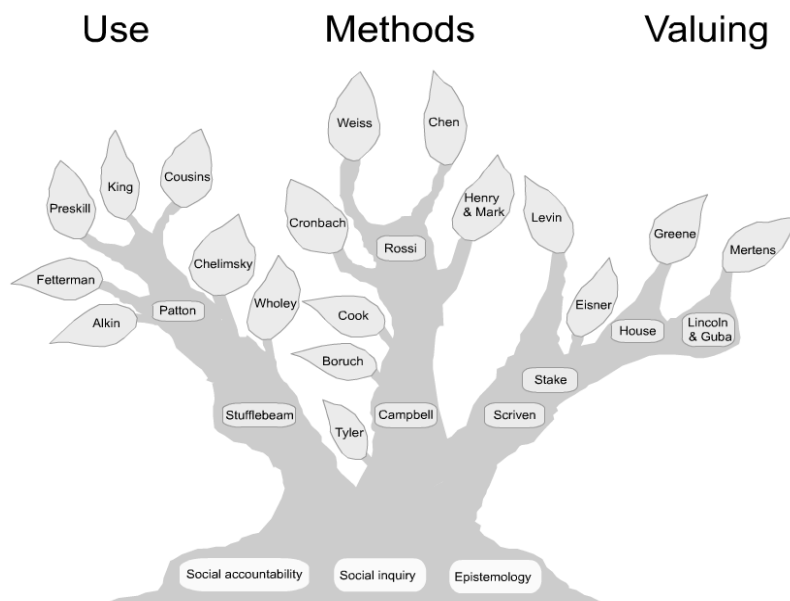 Use Methods Valuing
Weiss
Chen
Cousins
King
Preskill
Henry
& Mark
Levin
Cronbach
Greene
Rossi
Mertens
Chelimsky
Fetterman
Wholey
Eisner
Patton
Cook
Alkin
House
Lincoln
& Guba
Boruch
Stake
Stufflebeam
Campbell
Scriven
Tyler
Social accountability
Social inquiry
Epistemology